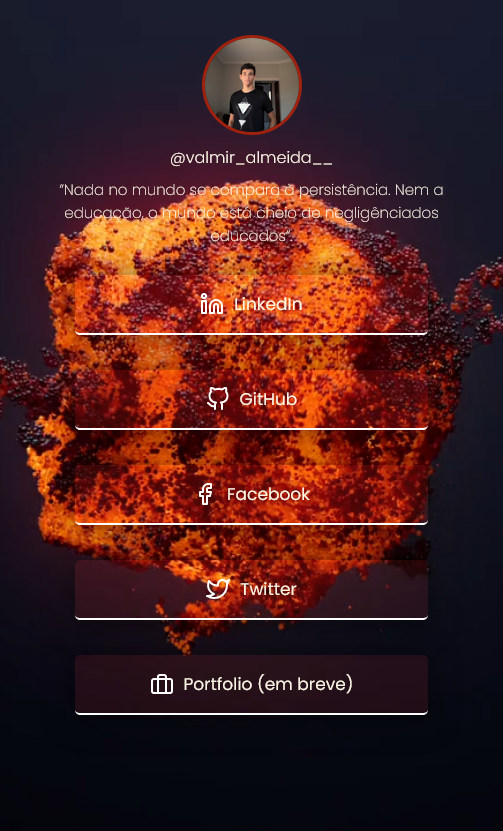 @valmir_almeida__
“Nada no mundo se compara à persistência. Nem a
educação, o mundo está cheio de negligênciados
educados”.
LinkedIn
GitHub
Facebook
Twitter
Portfolio (em breve)